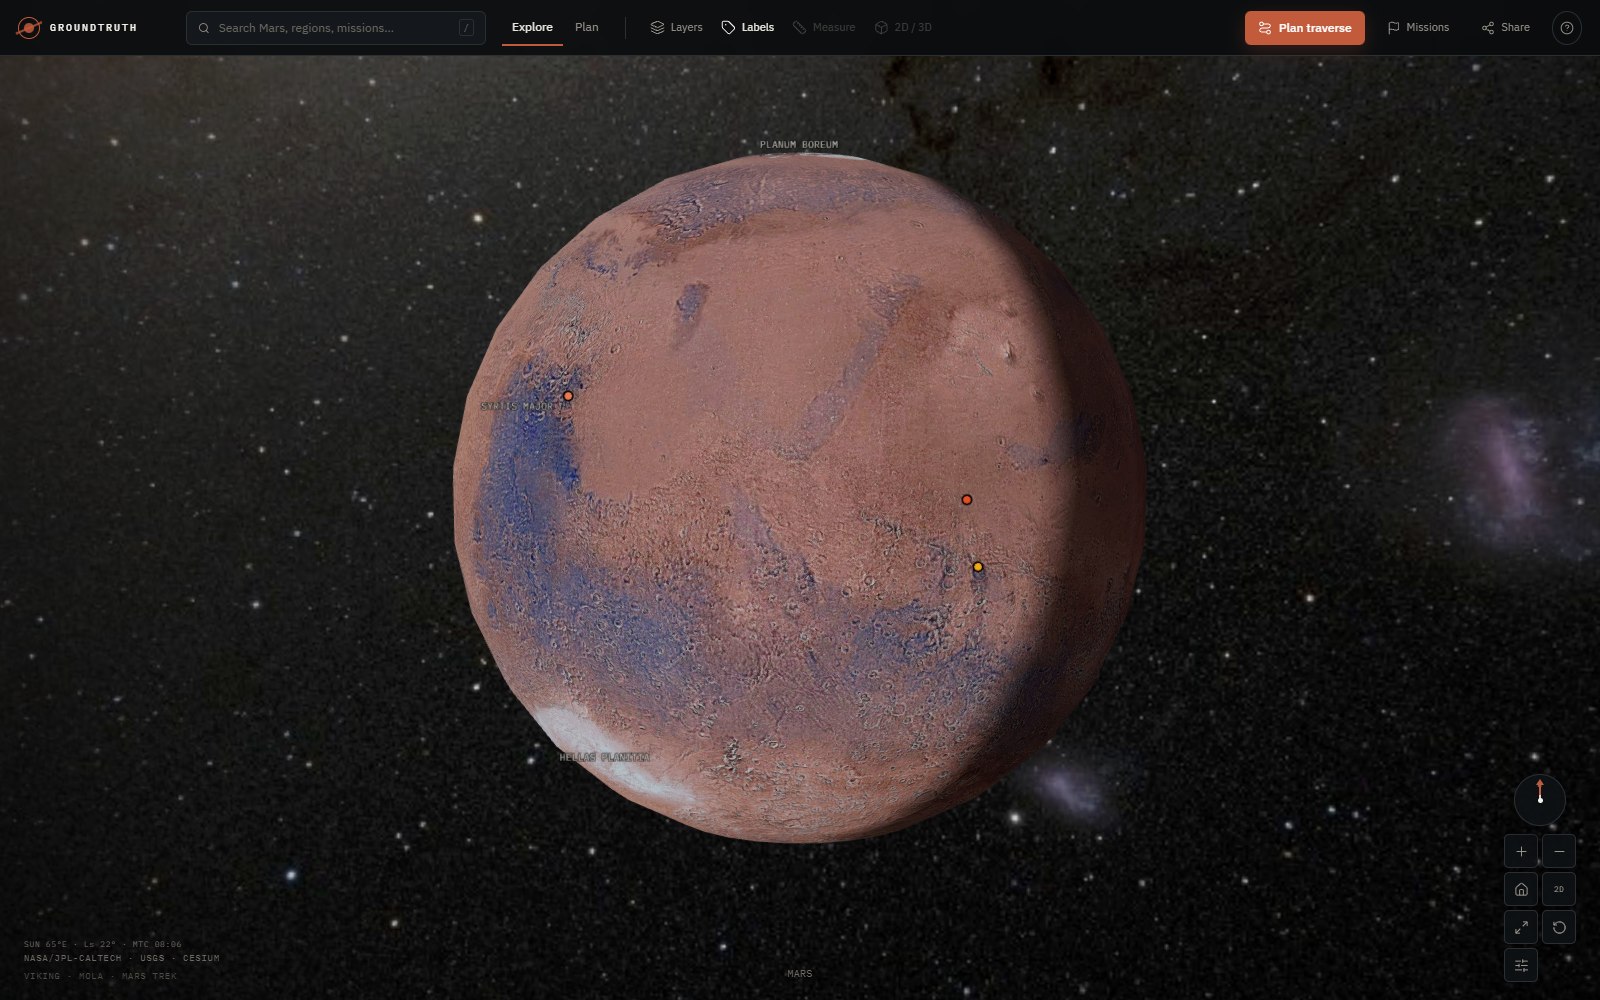 GROUNDTRUTH
Search Mars, regions, missions... /
Explore
Plan
Layers
Labels
Measure
2D / 3D
Plan traverse
Missions
Share
PLANUM BOREUM
SYRTIS MAJOR
HELLAS PLANITIA
2D
SUN 65°E · Ls 22° · MTC 08:06
NASA/JPL-CALTECH · USGS · CESIUM
VIKING · MOLA · MARS TREK
MARS